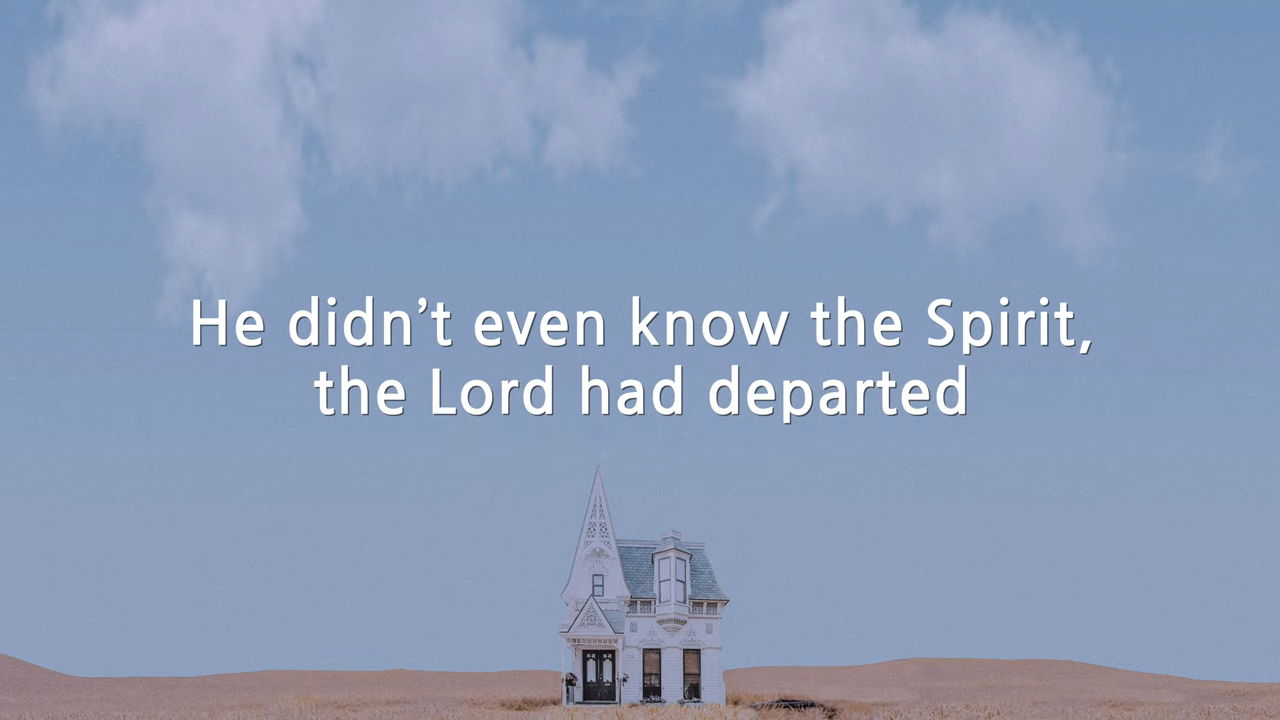 He didn’t even know the Spirit,
the Lord had departed